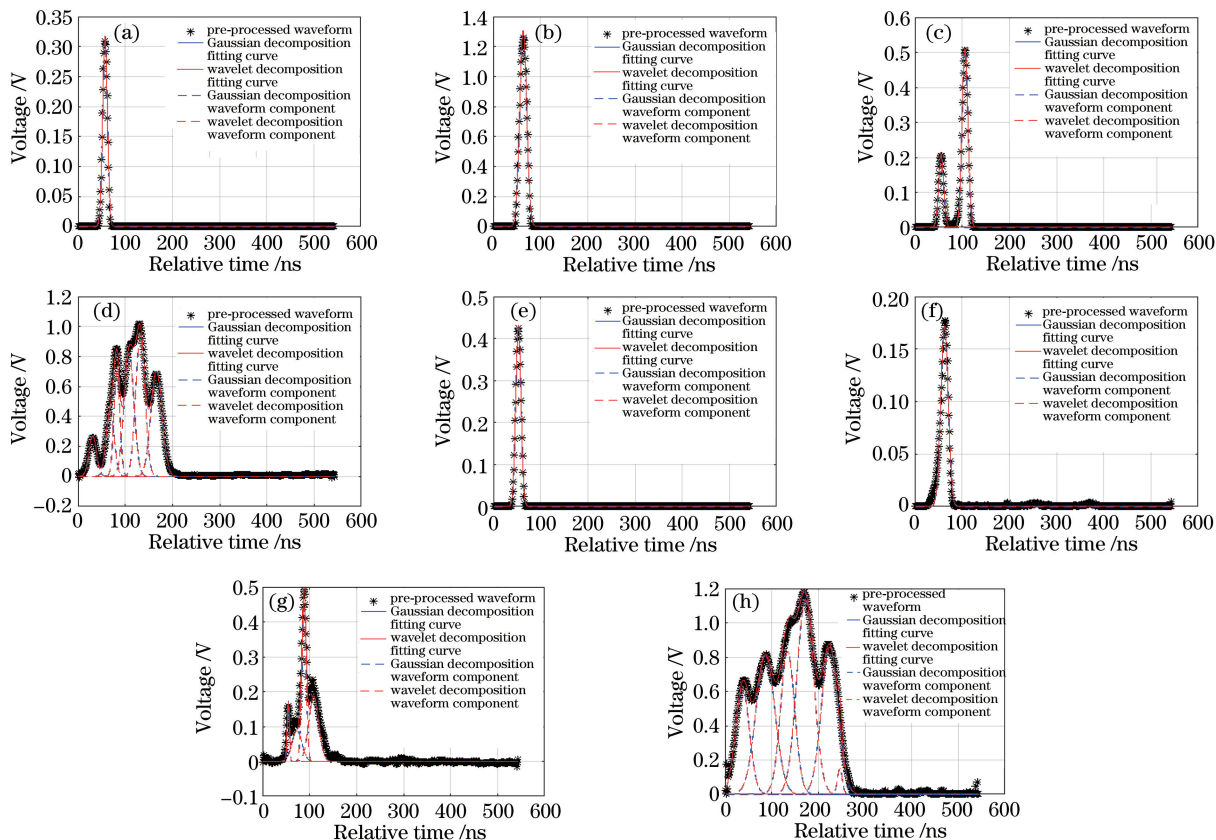 (a)
0.35
0.30
0.25
0.20
0.15
0.10
0.05
0
Voltage /V
pre-processed waveform
Gaussian decomposition
fitting curve
wavelet decomposition
fitting curve
Gaussian decomposition
waveform component
wavelet decomposition
waveform component
0 100 200 300 400 500 600
Relative time /ns
(b)
1.4
1.2
1.0
0.8
0.6
0.4
0.2
0
Voltage /V
pre-processed waveform
Gaussian decomposition
fitting curve
wavelet decomposition
fitting curve
Gaussian decomposition
waveform component
wavelet decomposition
waveform component
0 100 200 300 400 500 600
Relative time /ns
(c)
0.6
0.5
0.4
0.3
0.2
0.1
0
Voltage /V
pre-processed waveform
Gaussian decomposition
fitting curve
wavelet decomposition
fitting curve
Gaussian decomposition
waveform component
wavelet decomposition
waveform component
0 100 200 300 400 500 600
Relative time /ns
(d)
1.2
1.0
0.8
0.6
0.4
0.2
0
−0.2
Voltage /V
pre-processed waveform
Gaussian decomposition
fitting curve
wavelet decomposition
fitting curve
Gaussian decomposition
waveform component
wavelet decomposition
waveform component
0 100 200 300 400 500 600
Relative time /ns
(e)
0.5
0.4
0.3
0.2
0.1
0
Voltage /V
pre-processed waveform
Gaussian decomposition
fitting curve
wavelet decomposition
fitting curve
Gaussian decomposition
waveform component
wavelet decomposition
waveform component
0 100 200 300 400 500 600
Relative time /ns
(f)
0.20
0.15
0.10
0.05
0
Voltage /V
pre-processed waveform
Gaussian decomposition
fitting curve
wavelet decomposition
fitting curve
Gaussian decomposition
waveform component
wavelet decomposition
waveform component
0 100 200 300 400 500 600
Relative time /ns
(g)
0.5
0.4
0.3
0.2
0.1
0
−0.1
Voltage /V
pre-processed waveform
Gaussian decomposition
fitting curve
wavelet decomposition
fitting curve
Gaussian decomposition
waveform component
wavelet decomposition
waveform component
0 100 200 300 400 500 600
Relative time /ns
(h)
1.2
1.0
0.8
0.6
0.4
0.2
0
Voltage /V
pre-processed
waveform
Gaussian decomposition
fitting curve
wavelet decomposition
fitting curve
Gaussian decomposition
waveform component
wavelet decomposition
waveform component
0 100 200 300 400 500 600
Relative time /ns